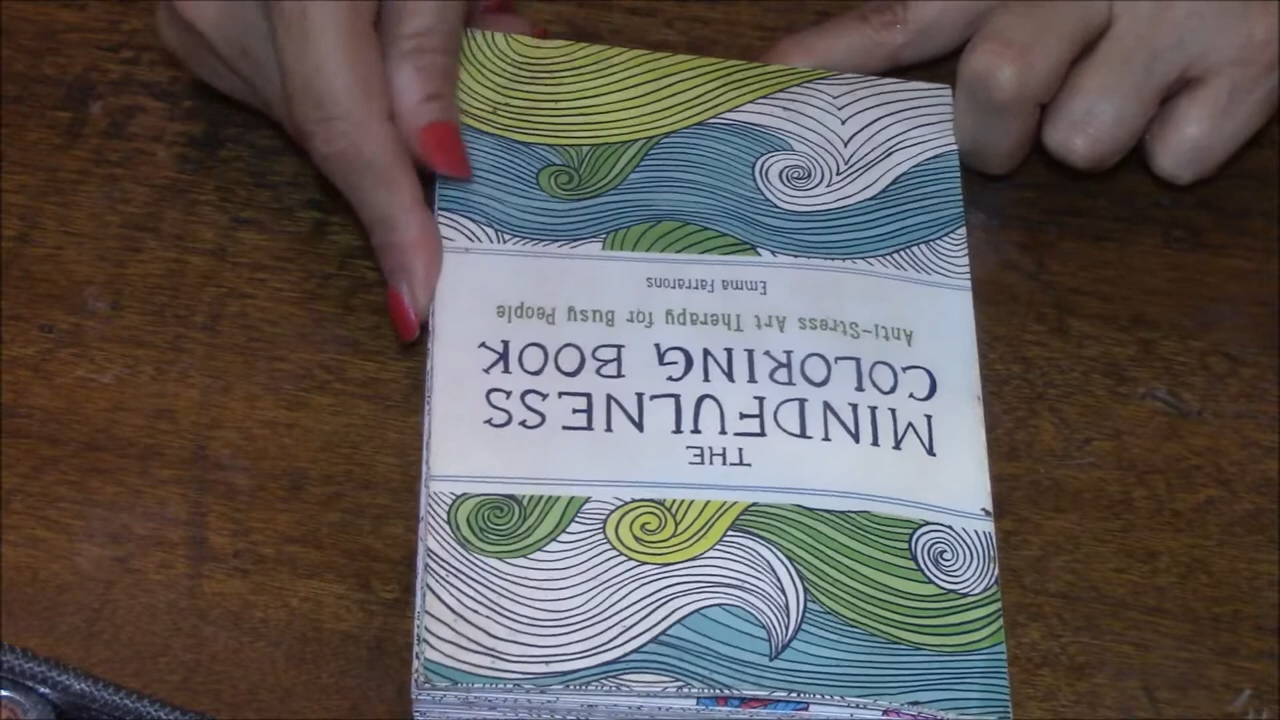 THE
MINDFULNESS
COLORING BOOK
Anti-Stress Art Therapy for Busy People
Emma Farrarons